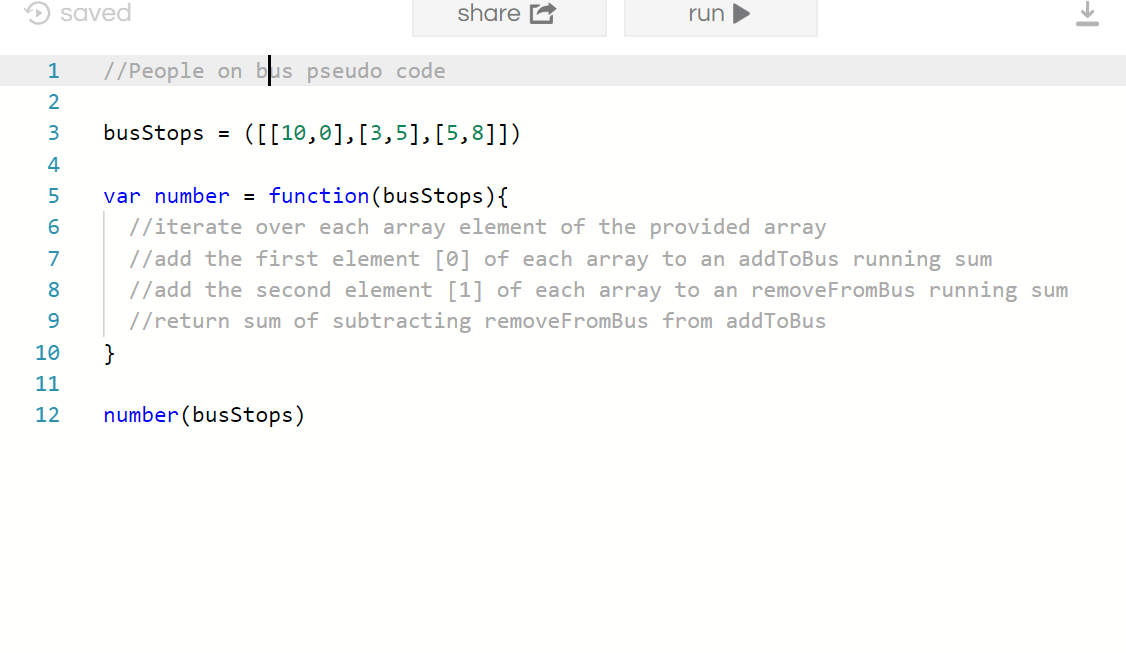 saved share run
1 //People on bus pseudo code
2
3 busStops = ([[10,0],[3,5],[5,8]])
4
5 var number = function(busStops){
6 //iterate over each array element of the provided array
7 //add the first element [0] of each array to an addToBus running sum
8 //add the second element [1] of each array to an removeFromBus running sum
9 //return sum of subtracting removeFromBus from addToBus
10 }
11
12 number(busStops)